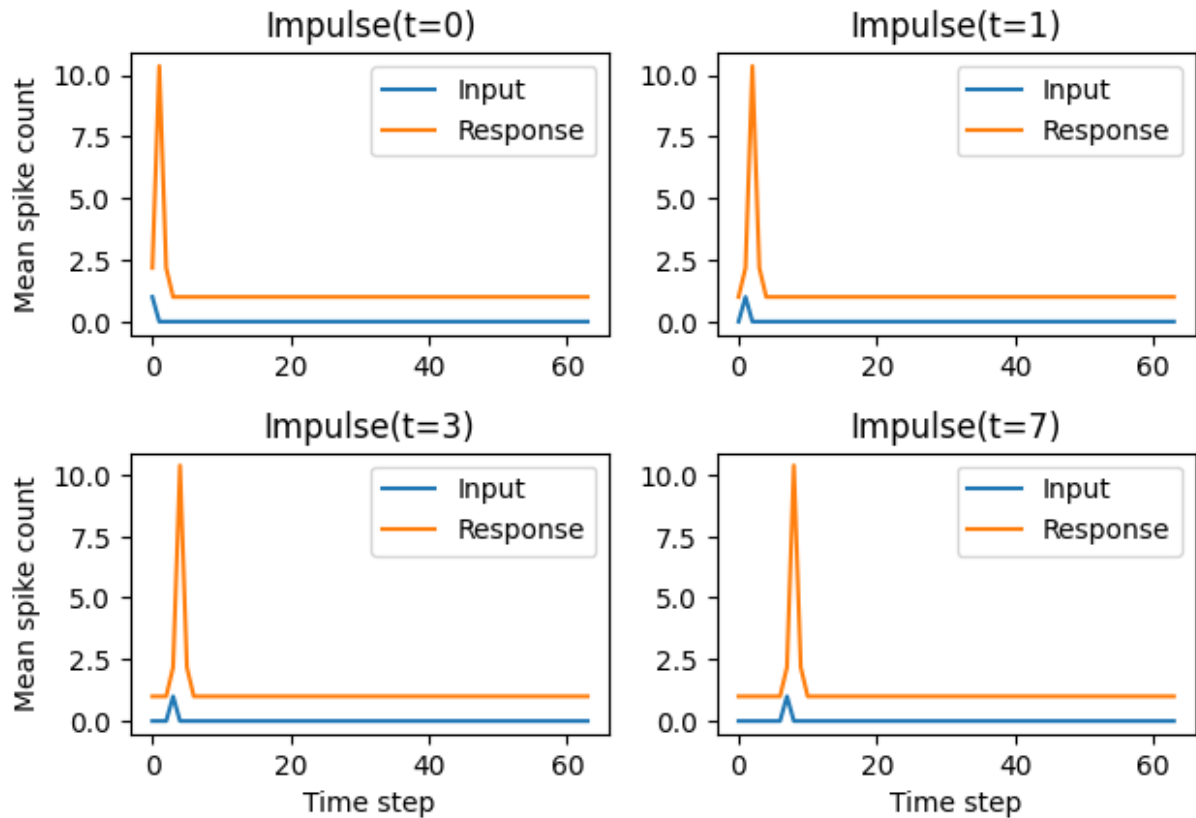 Impulse(t=0)
Mean spike count
10.0
7.5
5.0
2.5
0.0
Input
Response
0 20 40 60
Impulse(t=1)
10.0
7.5
5.0
2.5
0.0
Input
Response
0 20 40 60
Impulse(t=3)
Mean spike count
10.0
7.5
5.0
2.5
0.0
Input
Response
0 20 40 60
Time step
Impulse(t=7)
10.0
7.5
5.0
2.5
0.0
Input
Response
0 20 40 60
Time step